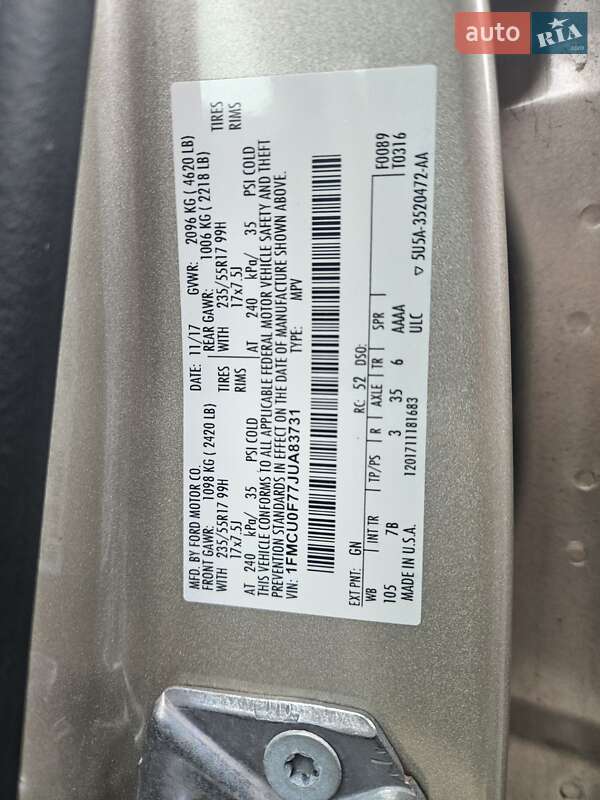 auto RIA
AUTO.RIA.COM
MFD. BY FORD MOTOR CO. DATE: 11/17 GVWR: 2096 KG ( 4620 LB)
FRONT GAWR: 1098 KG ( 2420 LB) REAR GAWR: 1006 KG ( 2218 LB)
WITH 235/55R17 99H TIRES WITH 235/55R17 99H TIRES
17x7.5J RIMS 17x7.5J RIMS
AT 240 kPa/ 35 PSI COLD AT 240 kPa/ 35 PSI COLD
THIS VEHICLE CONFORMS TO ALL APPLICABLE FEDERAL MOTOR VEHICLE SAFETY AND THEFT
PREVENTION STANDARDS IN EFFECT ON THE DATE OF MANUFACTURE SHOWN ABOVE.
VIN: 1FMCU0F77JUA83731 TYPE: MPV
F0089
EXT PNT: GN RC: 52 DSO: T0316
WB INT TR TP/PS R AXLE TR SPR
105 7B 3 35 6 AAAA
MADE IN U.S.A. 1201711181683 ULC ▽ 5U5A-3520472-AA